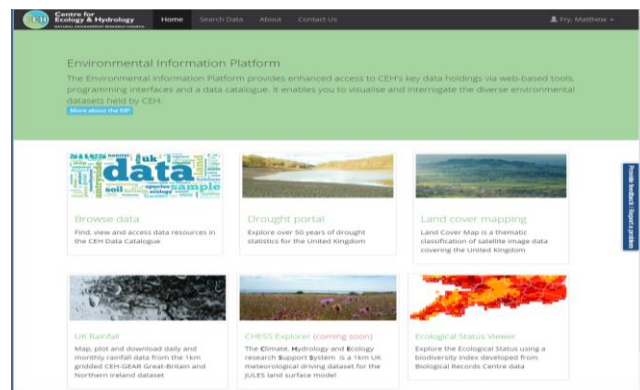 Centre for
Ecology & Hydrology
NATURAL ENVIRONMENT RESEARCH COUNCIL
Home Search Data About Contact Us
Fry, Matthew
Environmental Information Platform
The Environmental Information Platform provides enhanced access to CEH's key data holdings via web-based tools,
programming interfaces and a data catalogue. It enables you to visualise and interrogate the diverse environmental
datasets held by CEH.
More about the EIP
Provide feedback / Report a problem
sites uk
data
soil species sample
ecology
Browse data
Find, view and access data resources in
the CEH Data Catalogue
Drought portal
Explore over 50 years of drought
statistics for the United Kingdom
Land cover mapping
Land Cover Map is a thematic
classification of satellite image data
covering the United Kingdom
UK Rainfall
Map, plot and download daily and
monthly rainfall data from the 1km
gridded CEH-GEAR Great-Britain and
Northern Ireland dataset
CHESS Explorer (coming soon)
The Climate, Hydrology and Ecology
research Support System is a 1km UK
meteorological driving dataset for the
JULES land surface model
Ecological Status Viewer
Explore the Ecological Status using a
biodiversity index developed from
Biological Records Centre data